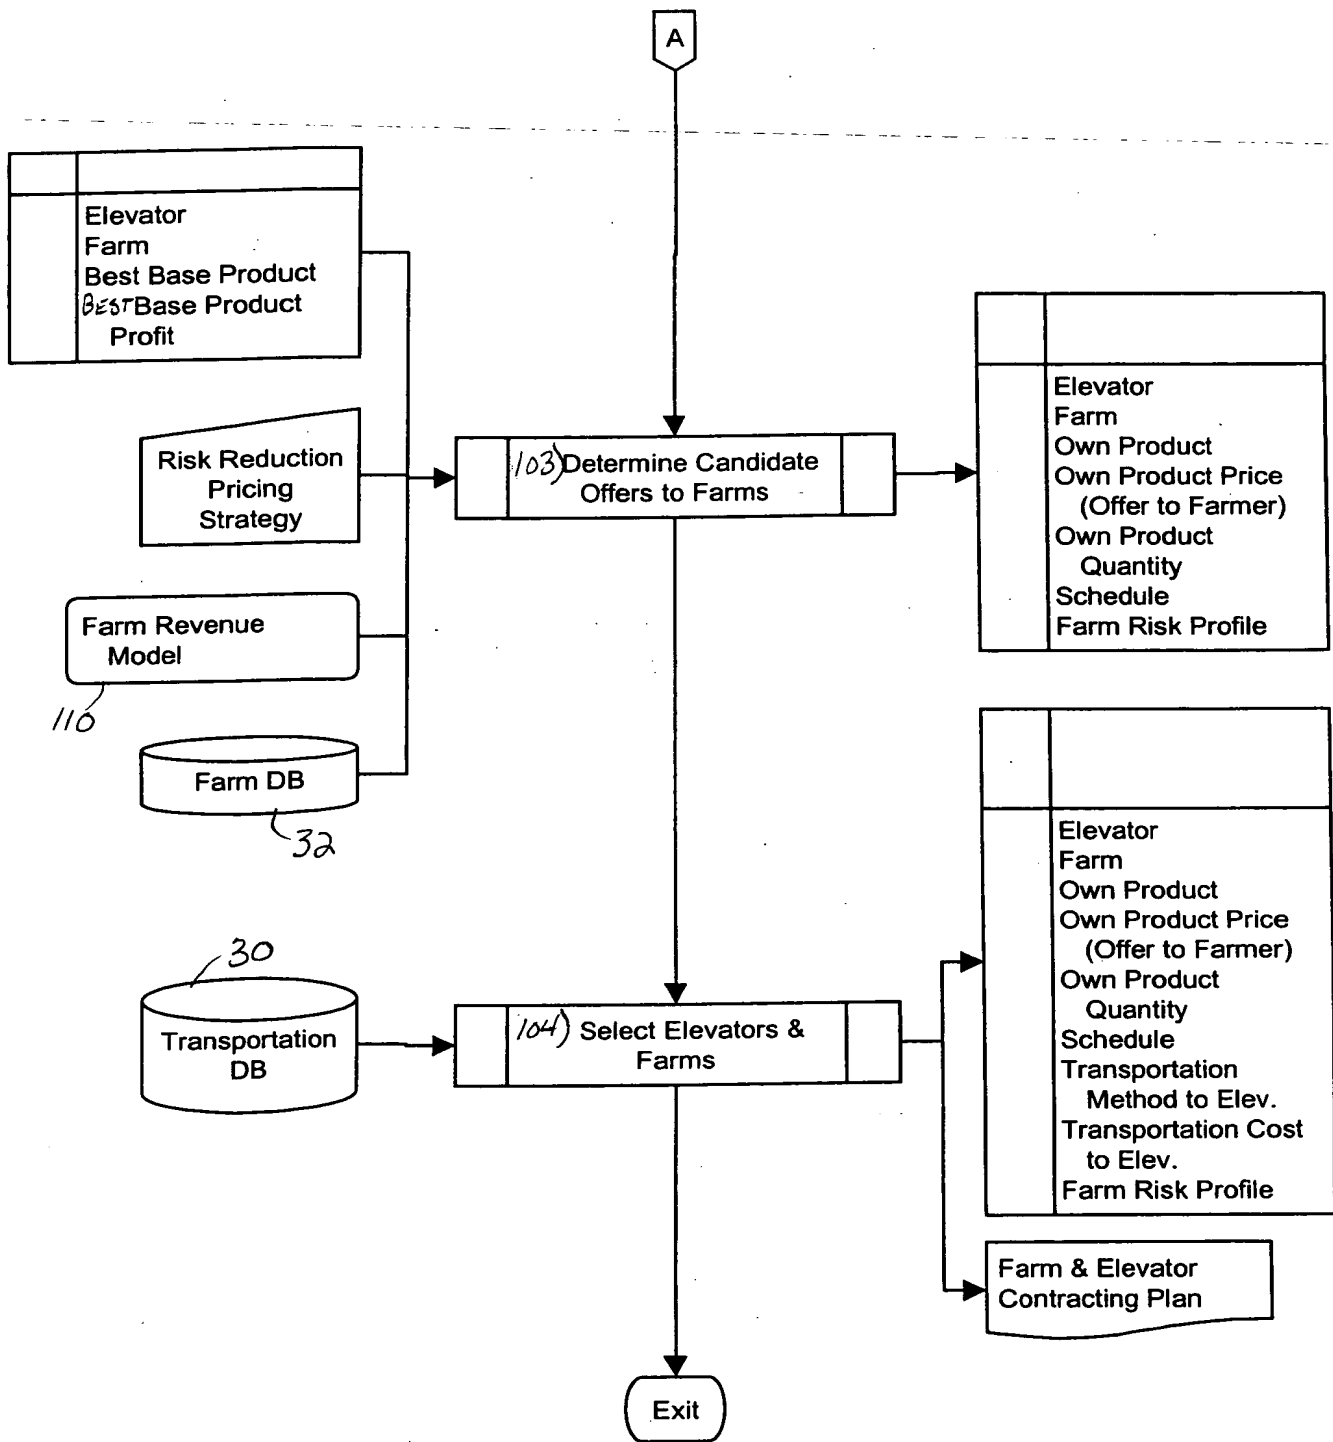 A
Elevator
Farm
Best Base Product
BEST Base Product
Profit
Risk Reduction
Pricing
Strategy
Farm Revenue
Model
110
Farm DB
32
103) Determine Candidate
Offers to Farms
Elevator
Farm
Own Product
Own Product Price
(Offer to Farmer)
Own Product
Quantity
Schedule
Farm Risk Profile
30
Transportation
DB
104) Select Elevators &
Farms
Elevator
Farm
Own Product
Own Product Price
(Offer to Farmer)
Own Product
Quantity
Schedule
Transportation
Method to Elev.
Transportation Cost
to Elev.
Farm Risk Profile
Farm & Elevator
Contracting Plan
Exit